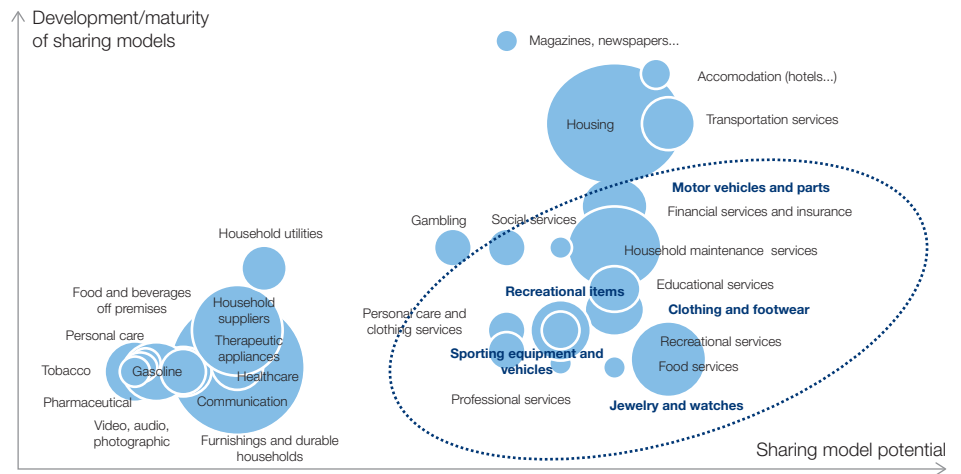 Development/maturity
of sharing models
Magazines, newspapers...
Accomodation (hotels...)
Housing
Transportation services
Motor vehicles and parts
Financial services and insurance
Gambling
Social services
Household utilities
Household maintenance services
Educational services
Recreational items
Food and beverages
off premises
Household
suppliers
Clothing and footwear
Personal care and
clothing services
Personal care
Therapeutic
appliances
Recreational services
Sporting equipment and
vehicles
Tobacco
Gasoline
Healthcare
Food services
Pharmaceutical
Communication
Professional services
Jewelry and watches
Video, audio,
photographic
Furnishings and durable
households
Sharing model potential